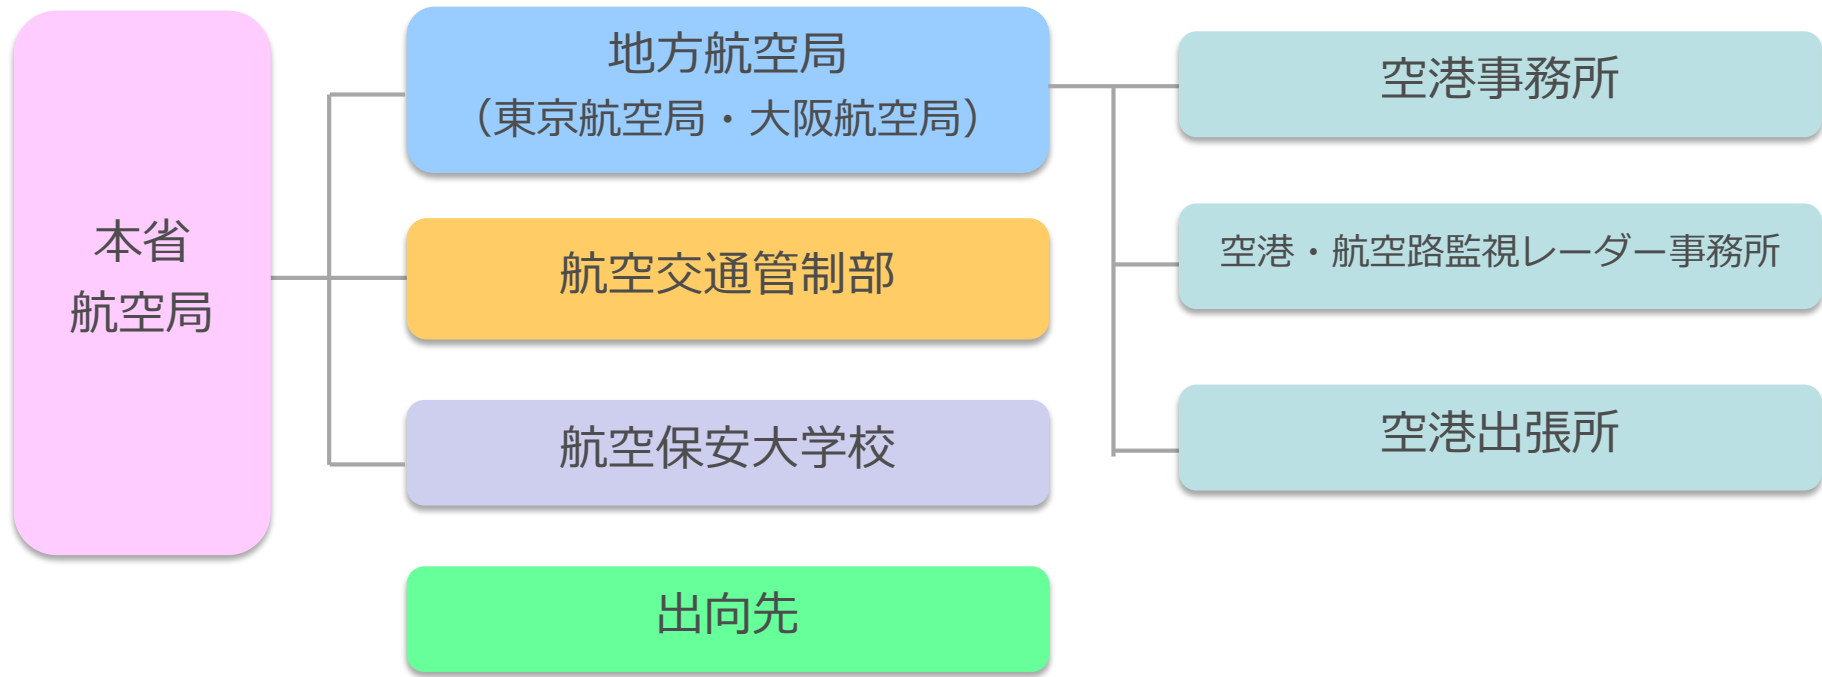 本省
航空局
地方航空局
（東京航空局・大阪航空局）
航空交通管制部
航空保安大学校
出向先
空港事務所
空港・航空路監視レーダー事務所
空港出張所